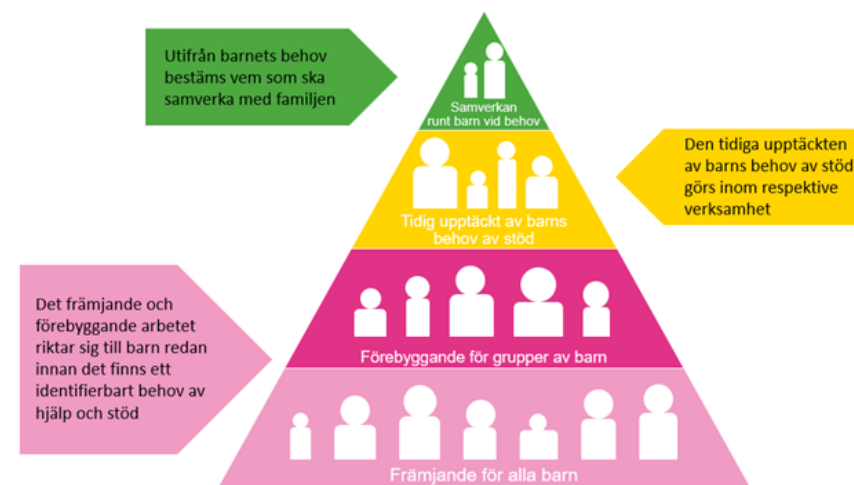 Utifrån barnets behov
bestäms vem som ska
samverka med familjen
Samverkan
runt barn vid behov
Den tidiga upptäckten
av barns behov av stöd
görs inom respektive
verksamhet
Tidig upptäckt av barns
behov av stöd
Det främjande och
förebyggande arbetet
riktar sig till barn redan
innan det finns ett
identifierbart behov av
hjälp och stöd
Förebyggande för grupper av barn
Främjande för alla barn